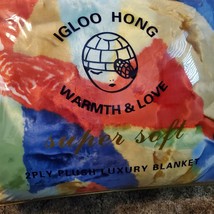 IGLOO HONG
WARMTH & LOVE
super soft
2PLY PLUSH LUXURY BLANKET